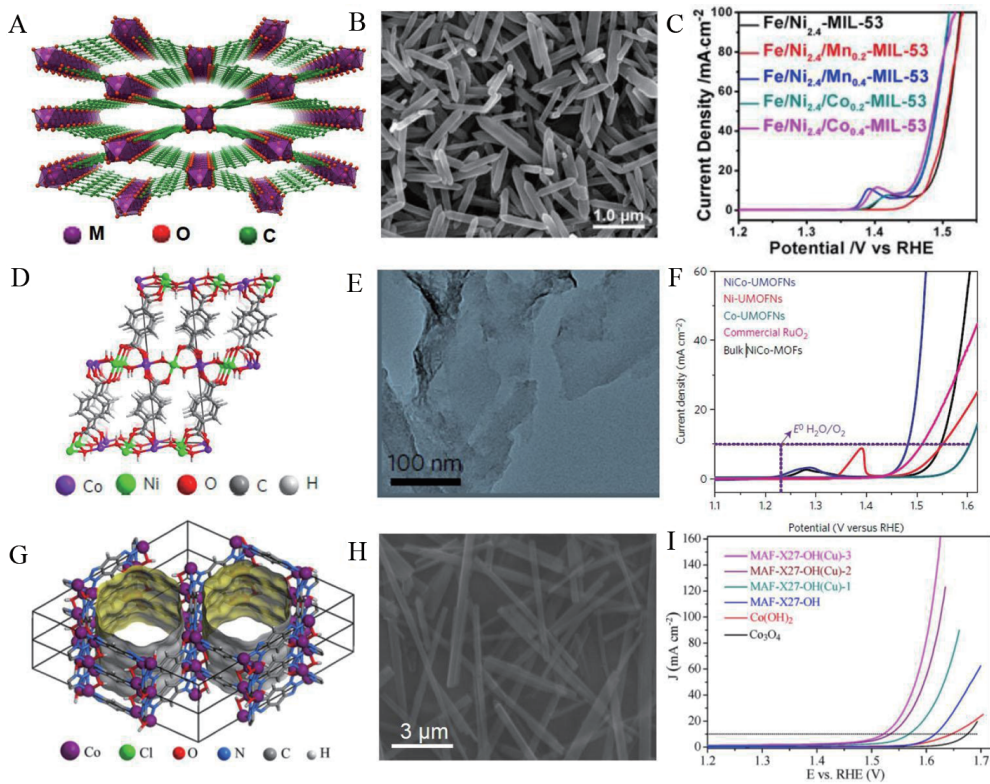 A
M O C
B
1.0 μm
C
Fe/Ni₂.₄-MIL-53
Fe/Ni₂.₄/Mn₀.₂-MIL-53
Fe/Ni₂.₄/Mn₀.₄-MIL-53
Fe/Ni₂.₄/Co₀.₂-MIL-53
Fe/Ni₂.₄/Co₀.₄-MIL-53
100
80
60
40
20
0
Current Density /mA·cm⁻²
1.2 1.3 1.4 1.5
Potential /V vs RHE
D
Co Ni O C H
E
100 nm
F
NiCo-UMOFNs
Ni-UMOFNs
Co-UMOFNs
Commercial RuO₂
Bulk NiCo-MOFs
E⁰ H₂O/O₂
60
40
20
0
Current density (mA cm⁻²)
1.1 1.2 1.3 1.4 1.5 1.6
Potential (V versus RHE)
G
Co Cl O N C H
H
3 μm
I
MAF-X27-OH(Cu)-3
MAF-X27-OH(Cu)-2
MAF-X27-OH(Cu)-1
MAF-X27-OH
Co(OH)₂
Co₃O₄
160
140
120
100
80
60
40
20
0
J (mA cm⁻²)
1.2 1.3 1.4 1.5 1.6 1.7
E vs. RHE (V)